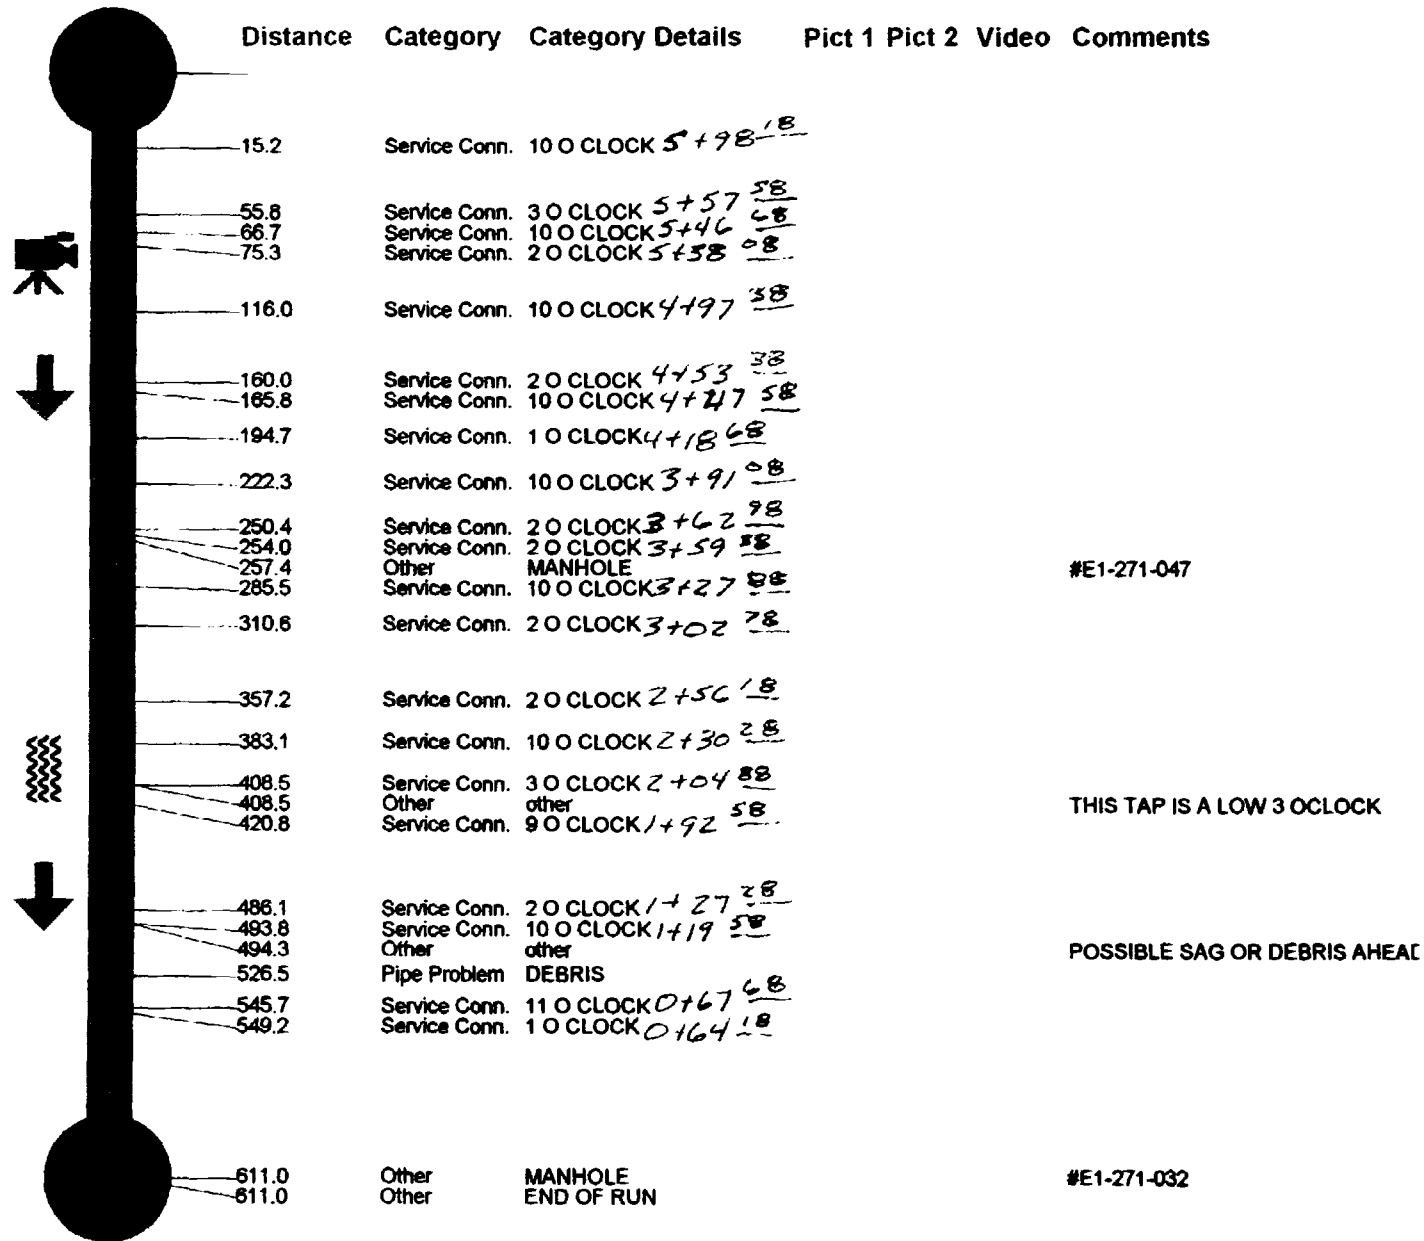 Distance Category Category Details Pict 1 Pict 2 Video Comments
15.2 Service Conn. 10 O CLOCK 5+98 18
55.8 Service Conn. 3 O CLOCK 5+57 58
66.7 Service Conn. 10 O CLOCK 5+46 68
75.3 Service Conn. 2 O CLOCK 5+38 08
116.0 Service Conn. 10 O CLOCK 4+97 38
160.0 Service Conn. 2 O CLOCK 4+53 38
165.8 Service Conn. 10 O CLOCK 4+47 58
194.7 Service Conn. 1 O CLOCK 4+18 68
222.3 Service Conn. 10 O CLOCK 3+91 08
250.4 Service Conn. 2 O CLOCK 3+62 98
254.0 Service Conn. 2 O CLOCK 3+59 38
257.4 Other MANHOLE #E1-271-047
285.5 Service Conn. 10 O CLOCK 3+27 88
310.6 Service Conn. 2 O CLOCK 3+02 78
357.2 Service Conn. 2 O CLOCK 2+56 18
383.1 Service Conn. 10 O CLOCK 2+30 28
408.5 Service Conn. 3 O CLOCK 2+04 88
408.5 Other other THIS TAP IS A LOW 3 OCLOCK
420.8 Service Conn. 9 O CLOCK 1+92 58
486.1 Service Conn. 2 O CLOCK 1+27 28
493.8 Service Conn. 10 O CLOCK 1+19 58
494.3 Other other POSSIBLE SAG OR DEBRIS AHEAD
526.5 Pipe Problem DEBRIS
545.7 Service Conn. 11 O CLOCK 0+67 68
549.2 Service Conn. 1 O CLOCK 0+64 18
611.0 Other MANHOLE #E1-271-032
611.0 Other END OF RUN